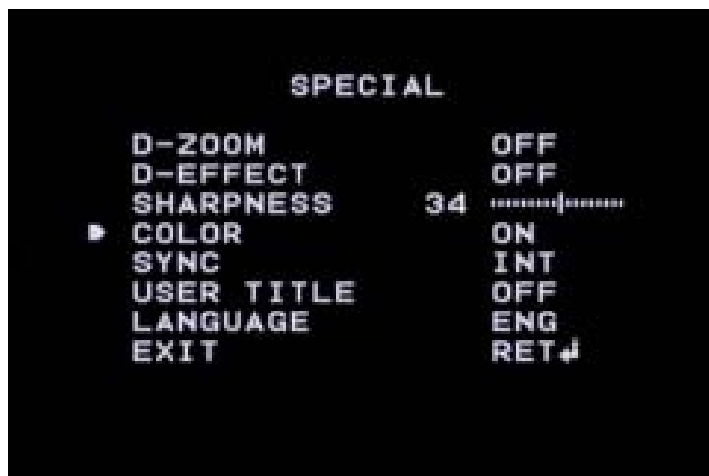 SPECIAL
D-ZOOM OFF
D-EFFECT OFF
SHARPNESS 34
COLOR ON
SYNC INT
USER TITLE OFF
LANGUAGE ENG
EXIT RET↲